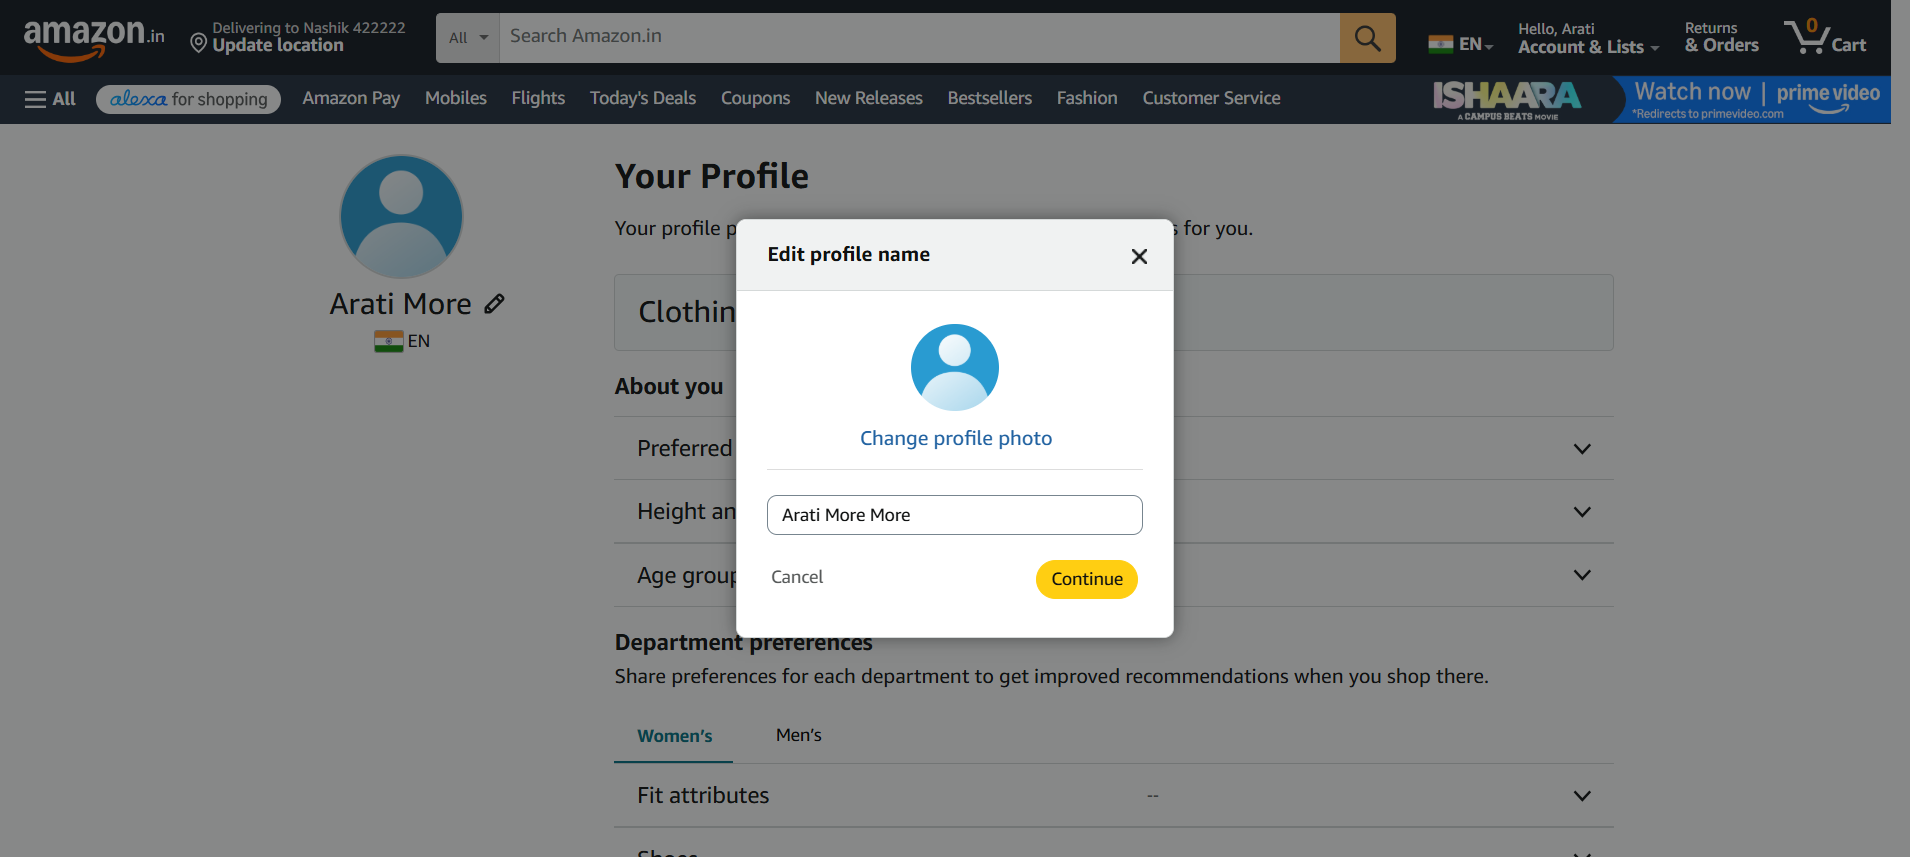 amazon.in
Delivering to Nashik 422222
Update location
All
Search Amazon.in
EN
Hello, Arati
Account & Lists
Returns
& Orders
0
Cart
All
alexa for shopping
Amazon Pay
Mobiles
Flights
Today's Deals
Coupons
New Releases
Bestsellers
Fashion
Customer Service
ISHAARA
A CAMPUS BEATS MOVIE
Watch now | prime video
*Redirects to primevideo.com
Arati More
EN
Your Profile
Your profile
for you.
About you
Preferred
Height
Age group
Edit profile name
Change profile photo
Arati More More
Cancel
Continue
Department preferences
Share preferences for each department to get improved recommendations when you shop there.
Women's
Men's
Fit attributes
--